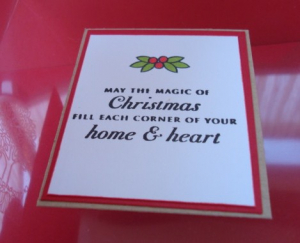 MAY THE MAGIC OF
Christmas
FILL EACH CORNER OF YOUR
home & heart